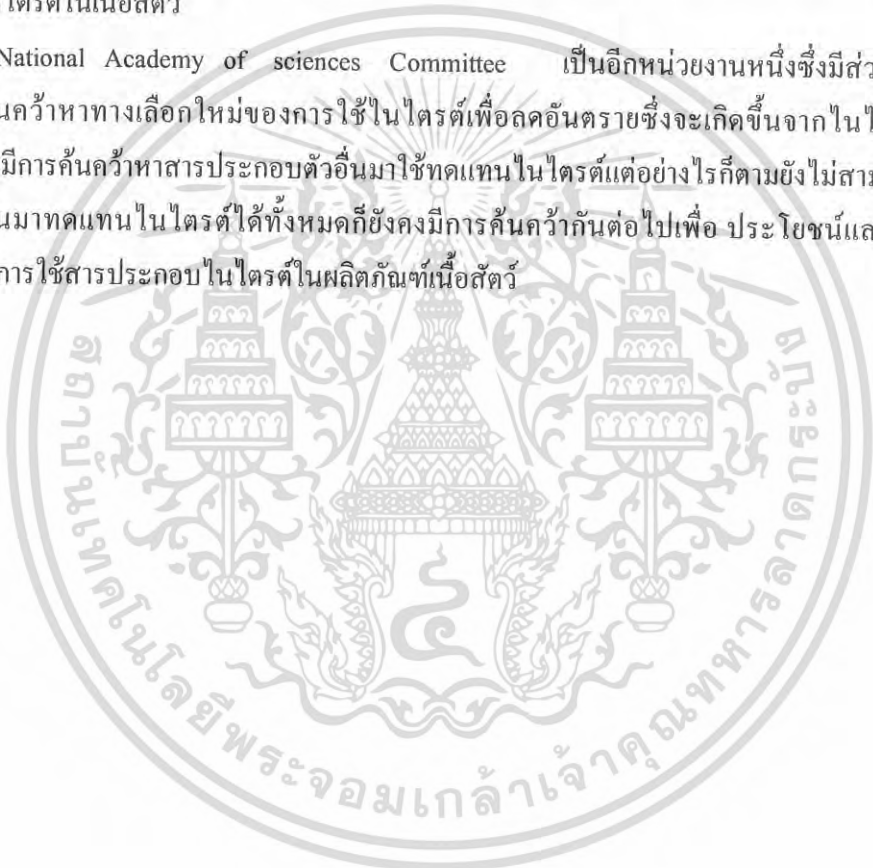 ไตรต์ในเนื้อสัตว์
National Academy of sciences Committee เป็นอีกหน่วยงานหนึ่งซึ่งมีส่ว
นคว้าหาทางเลือกใหม่ของการใช้ไนไตรต์เพื่อลดอันตรายซึ่งจะเกิดขึ้นจากไนไ
มีการค้นคว้าหาสารประกอบตัวอื่นมาใช้ทดแทนไนไตรต์แต่อย่างไรก็ตามยังไม่สาม
นมาทดแทนไนไตรต์ได้ทั้งหมดก็ยังคงมีการค้นคว้ากันต่อไปเพื่อ ประโยชน์แล
การใช้สารประกอบไนไตรต์ในผลิตภัณฑ์เนื้อสัตว์
สถาบันเทคโนโลยีพระจอมเกล้าเจ้าคุณทหารลาดกระบัง